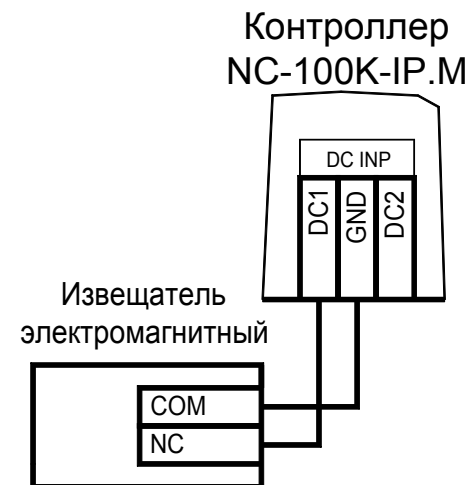 Контроллер
NC-100K-IP.M
DC INP
DC1
GND
DC2
Извещатель
электромагнитный
COM
NC